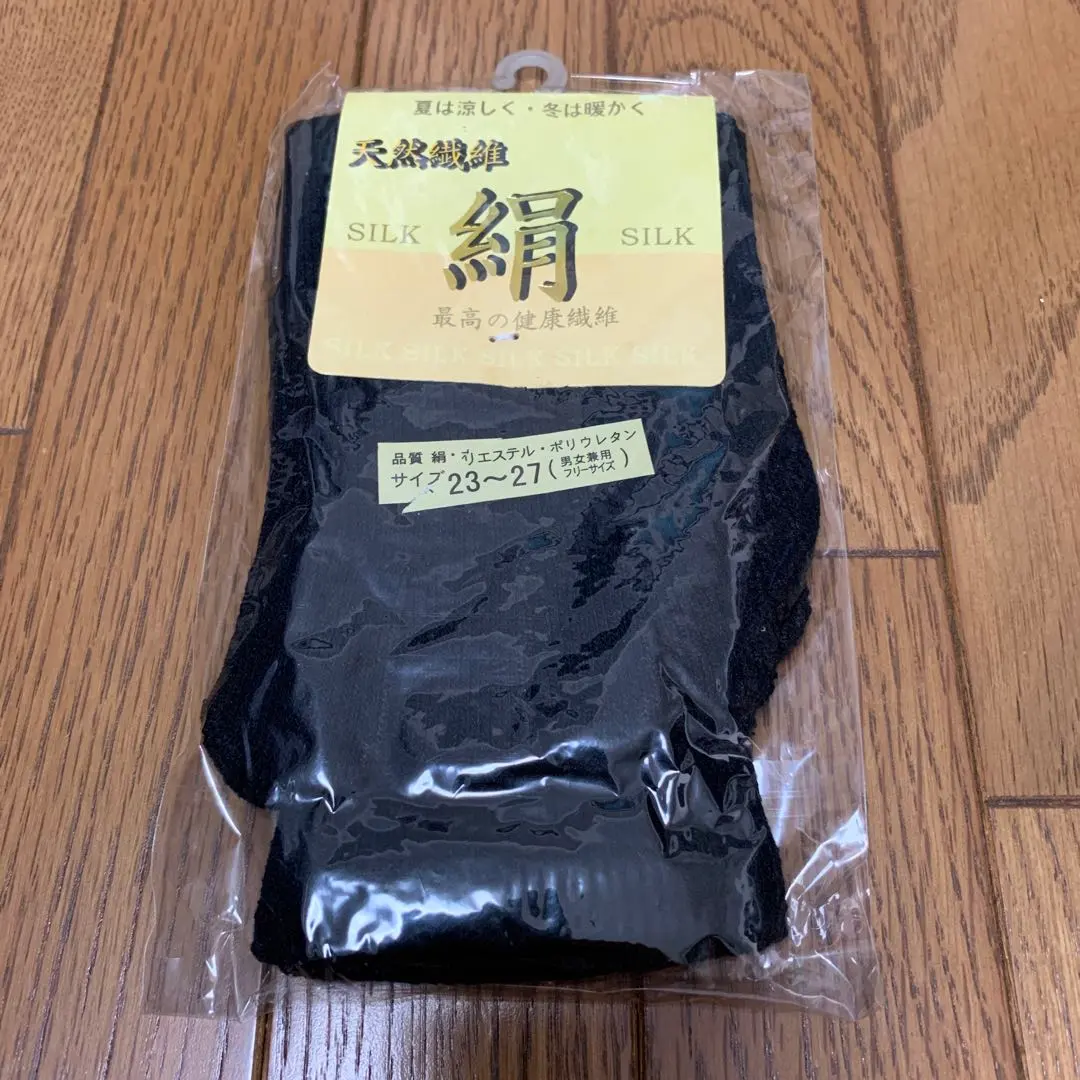 夏は涼しく・冬は暖かく
天然繊維
SILK 絹 SILK
最高の健康繊維
SILK SILK SILK SILK SILK
品質 絹・ポリエステル・ポリウレタン
サイズ 23〜27 (男女兼用 フリーサイズ)